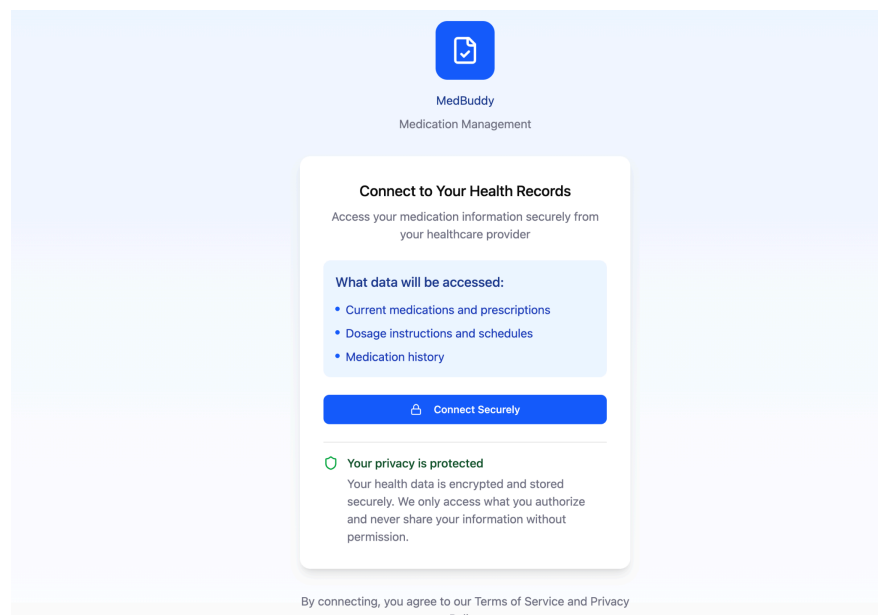 MedBuddy
Medication Management
Connect to Your Health Records
Access your medication information securely from
your healthcare provider
What data will be accessed:
• Current medications and prescriptions
• Dosage instructions and schedules
• Medication history
Connect Securely
Your privacy is protected
Your health data is encrypted and stored
securely. We only access what you authorize
and never share your information without
permission.
By connecting, you agree to our Terms of Service and Privacy